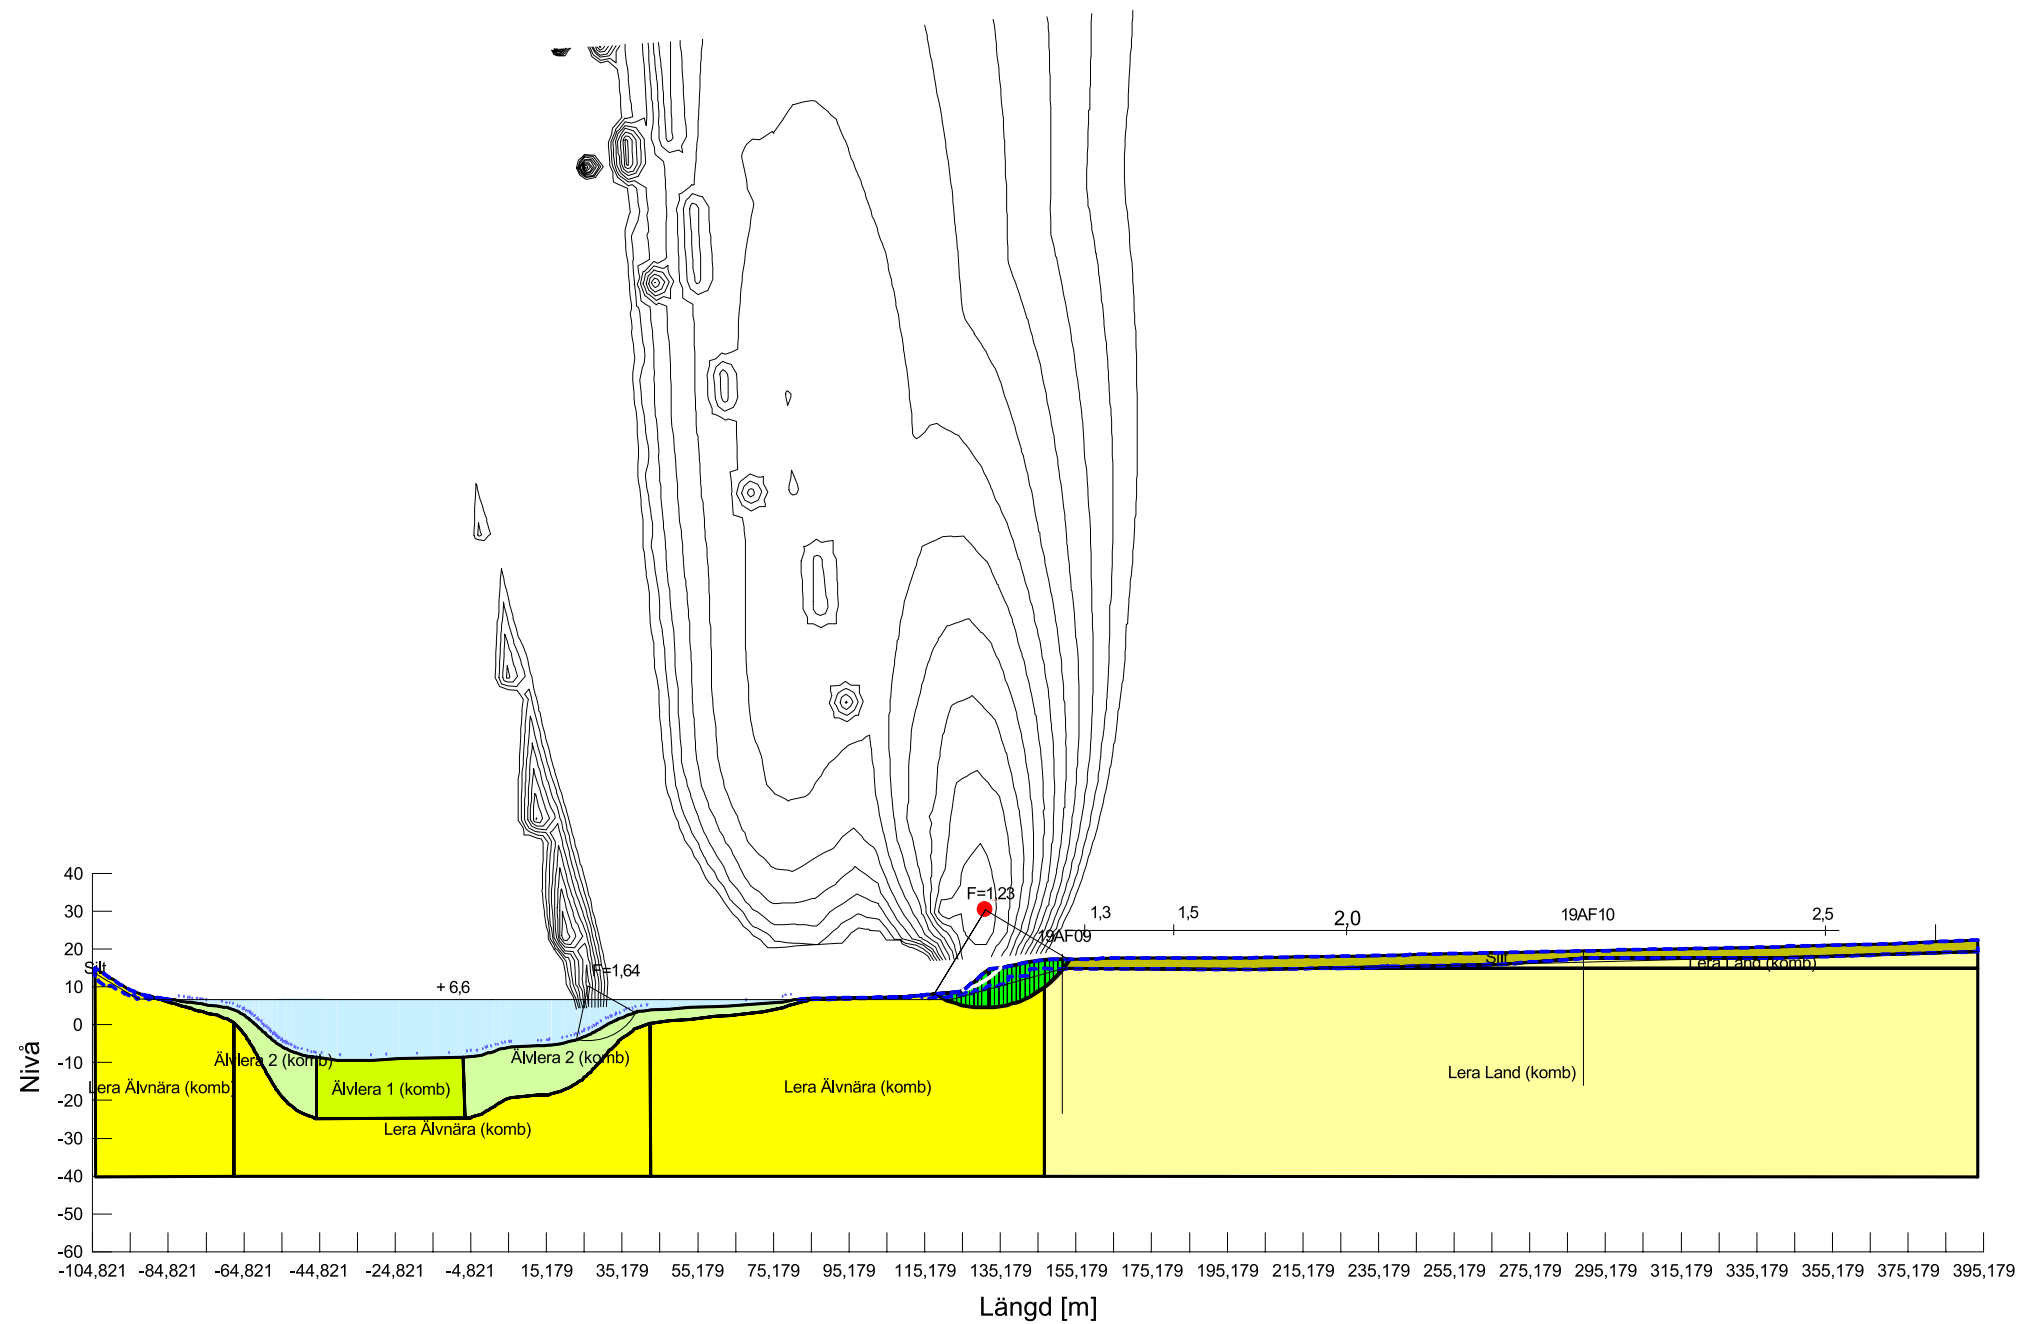 F=1,23
1,3
1,5
2,0
19AF10
2,5
19AF09
Silt
F=1,64
Silt
Lera Land (komb)
+ 6,6
Älvlera 2 (komb)
Älvlera 2 (komb)
Lera Älvnära (komb)
Älvlera 1 (komb)
Lera Älvnära (komb)
Lera Land (komb)
Lera Älvnära (komb)
40
30
20
10
0
-10
-20
-30
-40
-50
-60
Nivå
-104,821 -84,821 -64,821 -44,821 -24,821 -4,821 15,179 35,179 55,179 75,179 95,179 115,179 135,179 155,179 175,179 195,179 215,179 235,179 255,179 275,179 295,179 315,179 335,179 355,179 375,179 395,179
Längd [m]